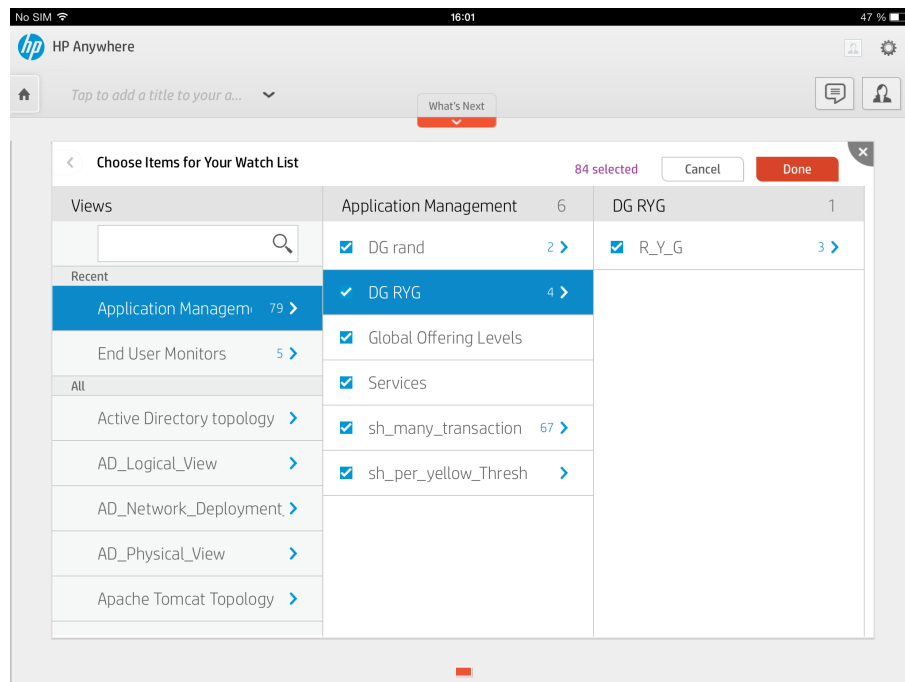 No SIM
16:01
47 %
hp
HP Anywhere
Tap to add a title to your a...
What's Next
Choose Items for Your Watch List
84 selected
Cancel
Done
Views
Application Management 6
DG RYG 1
DG rand 2
R_Y_G 3
Recent
Application Managem 79
DG RYG 4
End User Monitors 5
Global Offering Levels
All
Services
Active Directory topology
sh_many_transaction 67
AD_Logical_View
sh_per_yellow_Thresh
AD_Network_Deployment_
AD_Physical_View
Apache Tomcat Topology